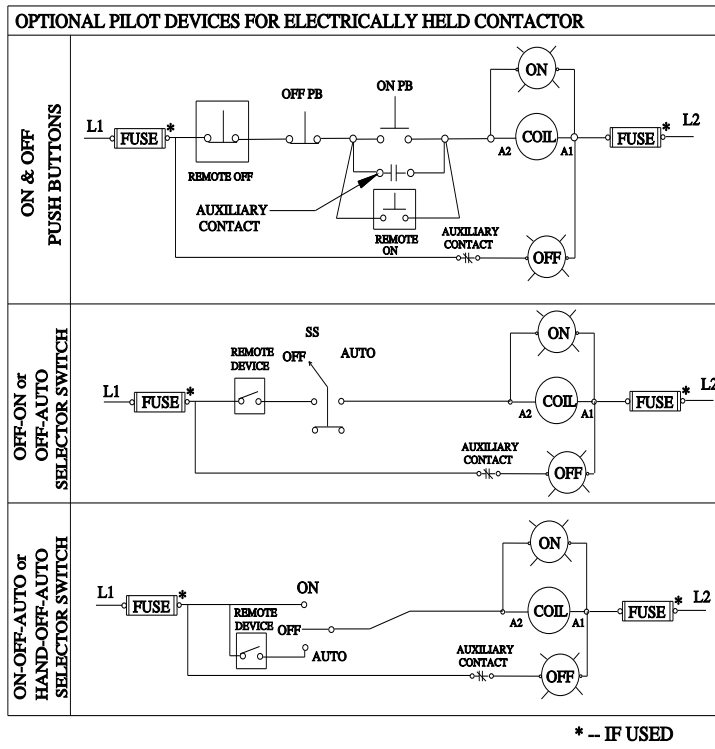 OPTIONAL PILOT DEVICES FOR ELECTRICALLY HELD CONTACTOR
ON & OFF
PUSH BUTTONS
L1
FUSE
*
REMOTE OFF
OFF PB
ON PB
AUXILIARY
CONTACT
REMOTE
ON
AUXILIARY
CONTACT
ON
COIL
A2
A1
OFF
FUSE
*
L2
OFF-ON or
OFF-AUTO
SELECTOR SWITCH
L1
FUSE
*
REMOTE
DEVICE
SS
OFF
AUTO
AUXILIARY
CONTACT
ON
COIL
A2
A1
OFF
FUSE
*
L2
ON-OFF-AUTO or
HAND-OFF-AUTO
SELECTOR SWITCH
L1
FUSE
*
REMOTE
DEVICE
ON
OFF
AUTO
AUXILIARY
CONTACT
ON
COIL
A2
A1
OFF
FUSE
*
L2
* -- IF USED